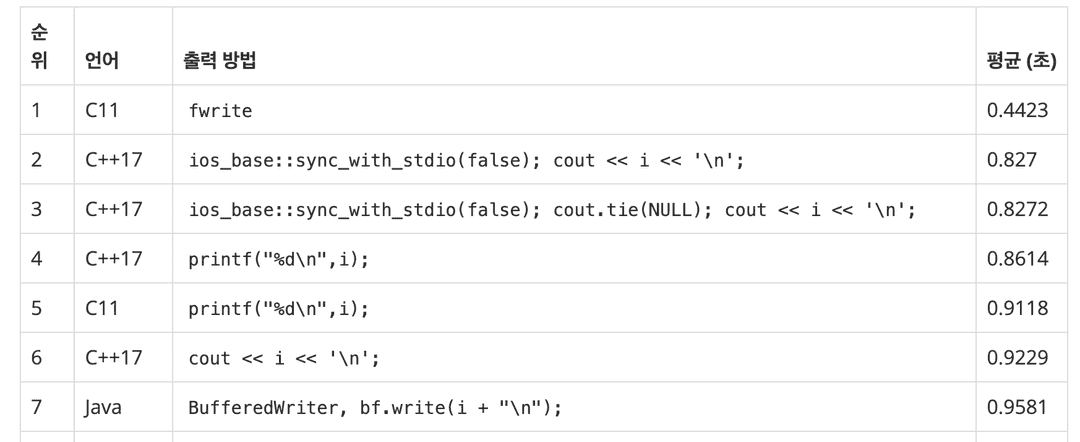 순위 언어 출력 방법 평균 (초)
1 C11 fwrite 0.4423
2 C++17 ios_base::sync_with_stdio(false); cout << i << '\n'; 0.827
3 C++17 ios_base::sync_with_stdio(false); cout.tie(NULL); cout << i << '\n'; 0.8272
4 C++17 printf("%d\n",i); 0.8614
5 C11 printf("%d\n",i); 0.9118
6 C++17 cout << i << '\n'; 0.9229
7 Java BufferedWriter, bf.write(i + "\n"); 0.9581